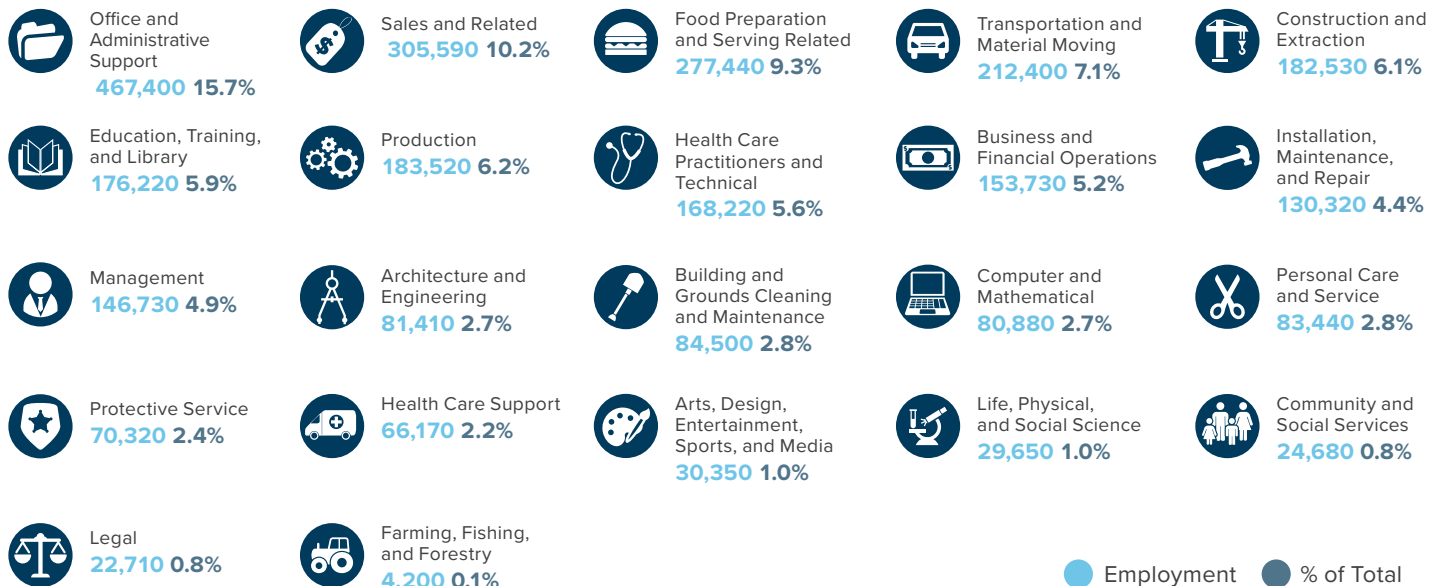 Office and
Administrative
Support
467,400 15.7%
Sales and Related
305,590 10.2%
Food Preparation
and Serving Related
277,440 9.3%
Transportation and
Material Moving
212,400 7.1%
Construction and
Extraction
182,530 6.1%
Education, Training,
and Library
176,220 5.9%
Production
183,520 6.2%
Health Care
Practitioners and
Technical
168,220 5.6%
Business and
Financial Operations
153,730 5.2%
Installation,
Maintenance,
and Repair
130,320 4.4%
Management
146,730 4.9%
Architecture and
Engineering
81,410 2.7%
Building and
Grounds Cleaning
and Maintenance
84,500 2.8%
Computer and
Mathematical
80,880 2.7%
Personal Care
and Service
83,440 2.8%
Protective Service
70,320 2.4%
Health Care Support
66,170 2.2%
Arts, Design,
Entertainment,
Sports, and Media
30,350 1.0%
Life, Physical,
and Social Science
29,650 1.0%
Community and
Social Services
24,680 0.8%
Legal
22,710 0.8%
Farming, Fishing,
and Forestry
4,200 0.1%
Employment
% of Total